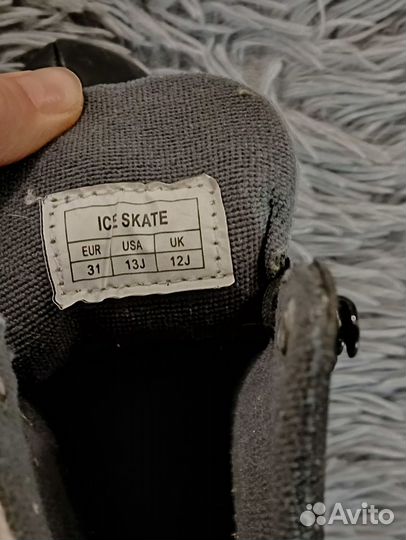 ICE SKATE
EUR USA UK
31 13J 12J
Avito